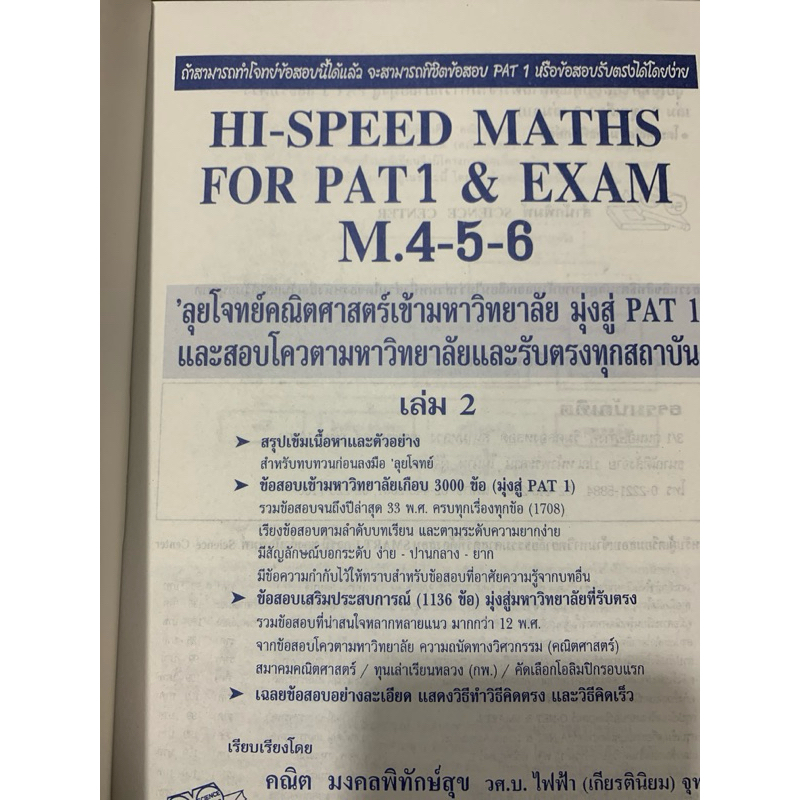 ถ้าสามารถทำโจทย์ข้อสอบนี้ได้แล้ว จะสามารถพิชิตข้อสอบ PAT 1 หรือข้อสอบรับตรงได้โดยง่าย
HI-SPEED MATHS
FOR PAT 1 & EXAM
M.4-5-6
'ลุยโจทย์คณิตศาสตร์เข้ามหาวิทยาลัย มุ่งสู่ PAT 1
และสอบโควตามหาวิทยาลัยและรับตรงทุกสถาบัน
เล่ม 2
➤ สรุปเข้มเนื้อหาและตัวอย่าง
สำหรับทบทวนก่อนลงมือ 'ลุยโจทย์
➤ ข้อสอบเข้ามหาวิทยาลัยเกือบ 3000 ข้อ (มุ่งสู่ PAT 1)
รวมข้อสอบจนถึงปีล่าสุด 33 พ.ศ. ครบทุกเรื่องทุกข้อ (1708)
เรียงข้อสอบตามลำดับบทเรียน และตามระดับความยากง่าย
มีสัญลักษณ์บอกระดับ ง่าย - ปานกลาง - ยาก
มีข้อความกำกับไว้ให้ทราบสำหรับข้อสอบที่อาศัยความรู้จากบทอื่น
➤ ข้อสอบเสริมประสบการณ์ (1136 ข้อ) มุ่งสู่มหาวิทยาลัยที่รับตรง
รวมข้อสอบที่น่าสนใจหลากหลายแนว มากกว่า 12 พ.ศ.
จากข้อสอบโควตามหาวิทยาลัย ความถนัดทางวิศวกรรม (คณิตศาสตร์)
สมาคมคณิตศาสตร์ / ทุนเล่าเรียนหลวง (กพ.) / คัดเลือกโอลิมปิกรอบแรก
➤ เฉลยข้อสอบอย่างละเอียด แสดงวิธีทำวิธีคิดตรง และวิธีคิดเร็ว
เรียบเรียงโดย
คณิต มงคลพิทักษ์สุข วศ.บ. ไฟฟ้า (เกียรตินิยม) จุฬ
SCIENCE